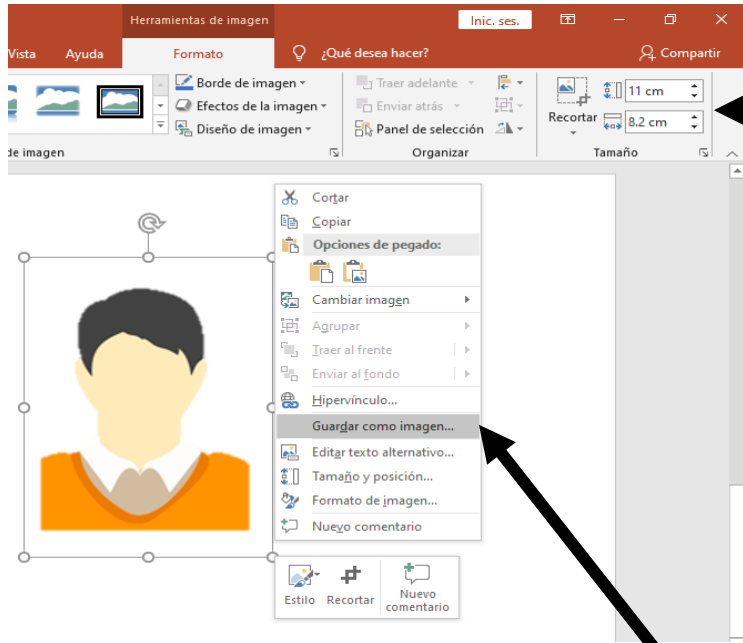 Herramientas de imagen
Inic. ses.
Vista Ayuda Formato ¿Qué desea hacer? Compartir
Borde de imagen
Efectos de la imagen
Diseño de imagen
Traer adelante
Enviar atrás
Panel de selección
Recortar
11 cm
8.2 cm
de imagen Organizar Tamaño
Cortar
Copiar
Opciones de pegado:
Cambiar imagen
Agrupar
Traer al frente
Enviar al fondo
Hipervínculo...
Guardar como imagen...
Editar texto alternativo...
Tamaño y posición...
Formato de imagen...
Nuevo comentario
Estilo Recortar Nuevo
comentario